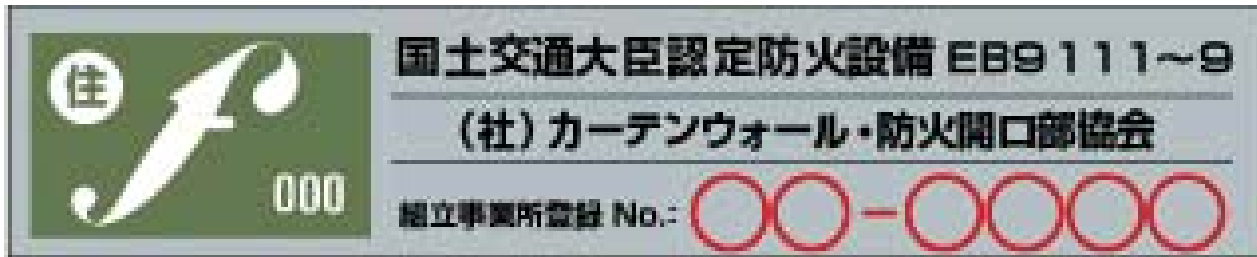 住
f
000
国土交通大臣認定防火設備 EB9111～9
(社)カーテンウォール・防火開口部協会
組立事業所登録 No.:○○－○○○○